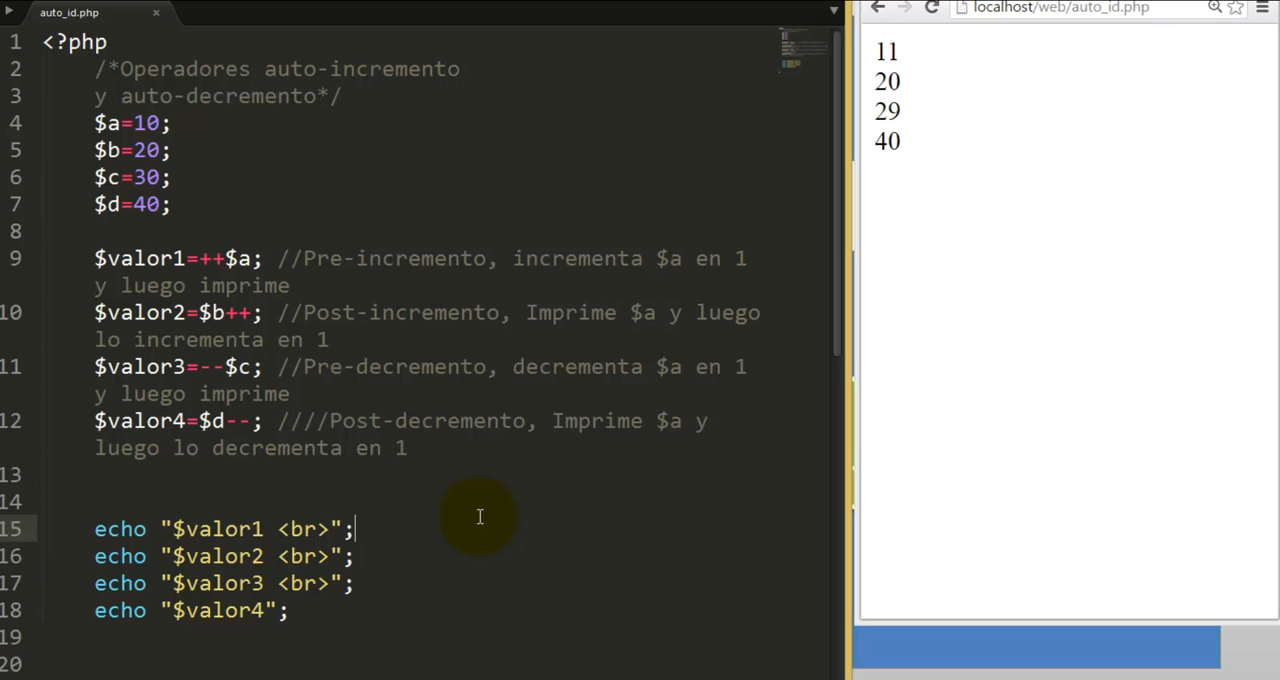 auto_id.php
localhost/web/auto_id.php
1 <?php
2 /*Operadores auto-incremento
3 y auto-decremento*/
4 $a=10;
5 $b=20;
6 $c=30;
7 $d=40;
8
9 $valor1=++$a; //Pre-incremento, incrementa $a en 1
y luego imprime
10 $valor2=$b++; //Post-incremento, Imprime $a y luego
lo incrementa en 1
11 $valor3=--$c; //Pre-decremento, decrementa $a en 1
y luego imprime
12 $valor4=$d--; ////Post-decremento, Imprime $a y
luego lo decrementa en 1
13
14
15 echo "$valor1 <br>";
16 echo "$valor2 <br>";
17 echo "$valor3 <br>";
18 echo "$valor4";
19
20
11
20
29
40